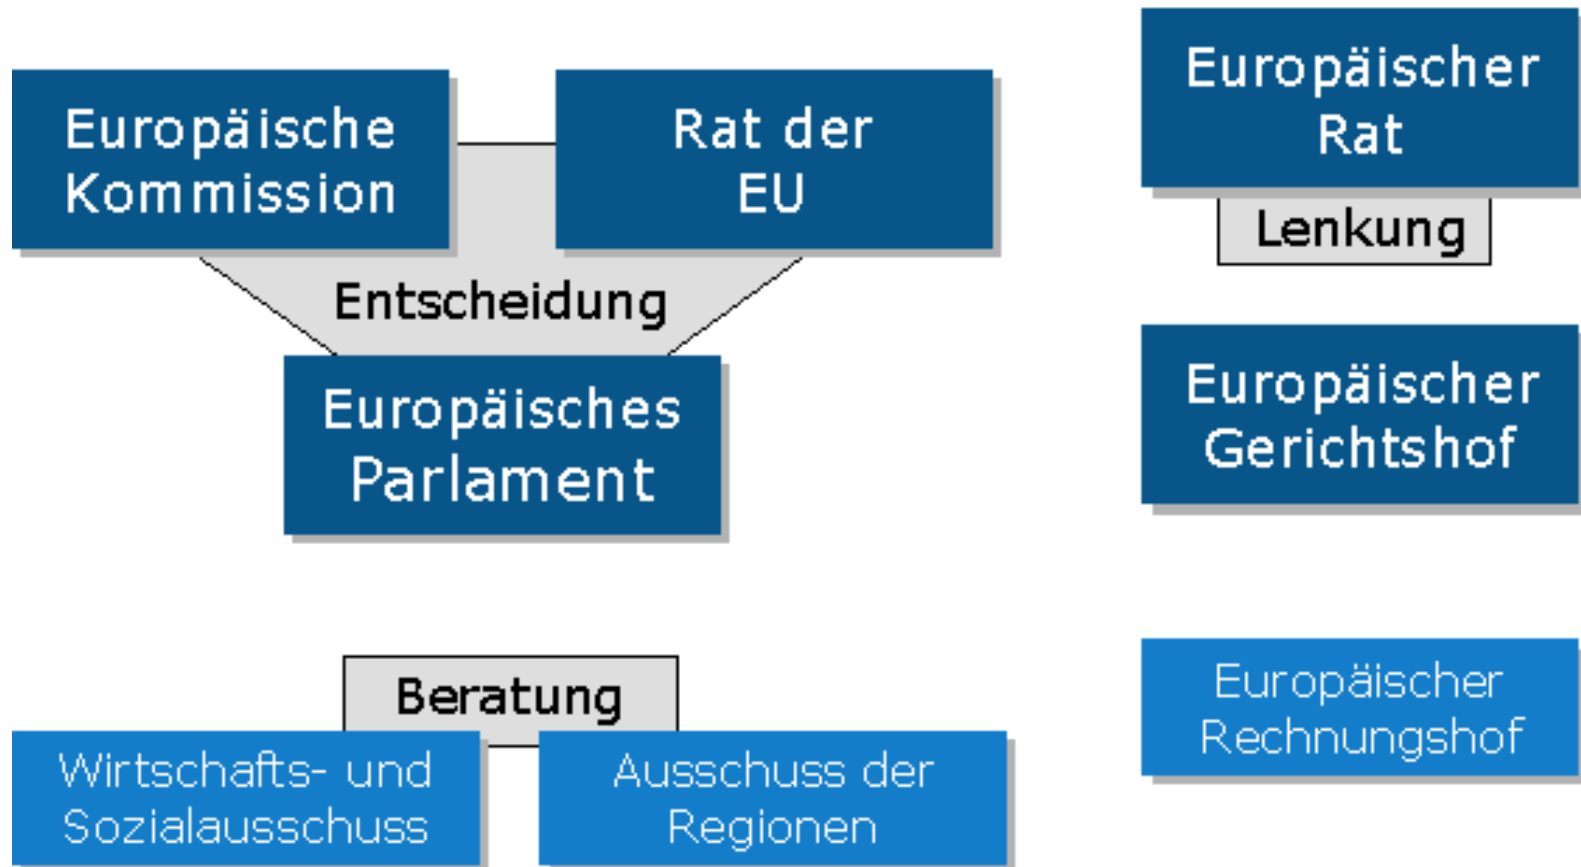 Europäische
Kommission
Rat der
EU
Entscheidung
Europäisches
Parlament
Europäischer
Rat
Lenkung
Europäischer
Gerichtshof
Beratung
Wirtschafts- und
Sozialausschuss
Ausschuss der
Regionen
Europäischer
Rechnungshof